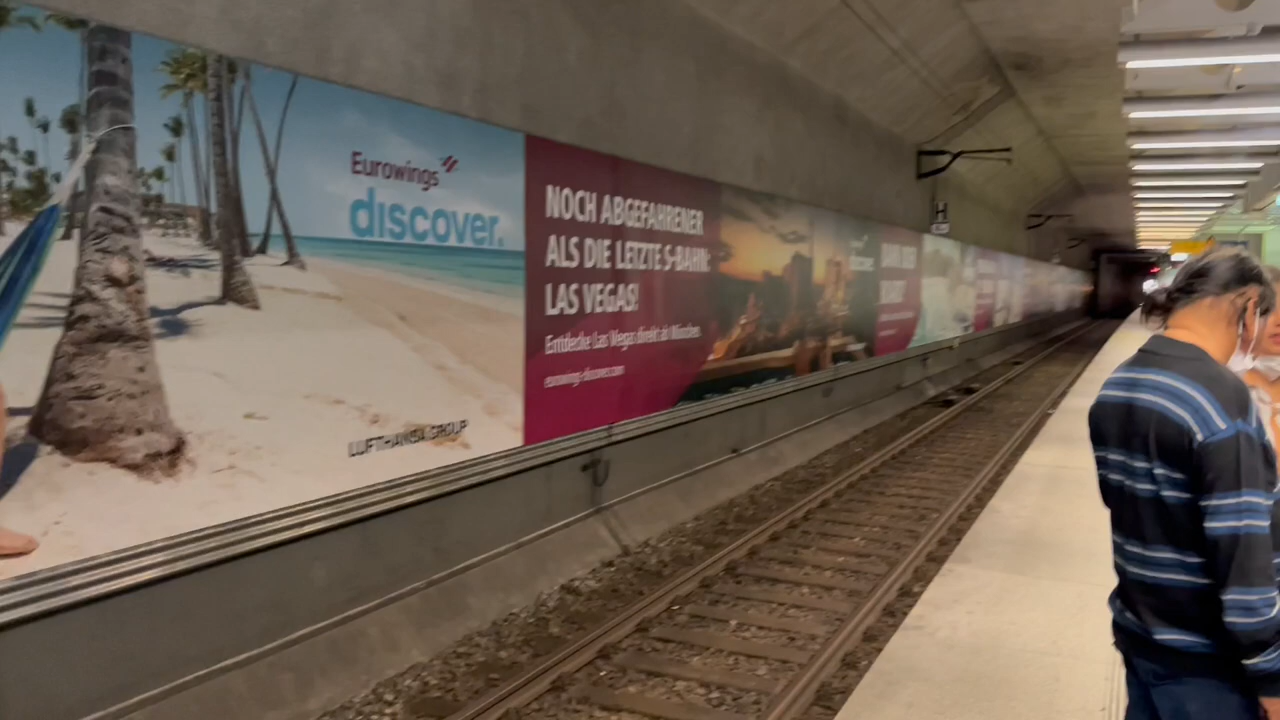 Eurowings
discover.
LUFTHANSA GROUP
NOCH ABGEFAHRENER
ALS DIE LETZTE S-BAHN:
LAS VEGAS!
Entdecke Las Vegas direkt ab München.
eurowings-discover.com
H